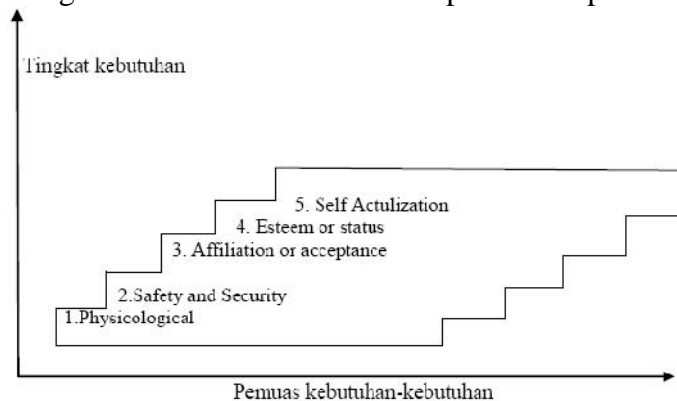 Tingkat kebutuhan
5. Self Actulization
4. Esteem or status
3. Affiliation or acceptance
2.Safety and Security
1.Physicological
Pemuas kebutuhan-kebutuhan